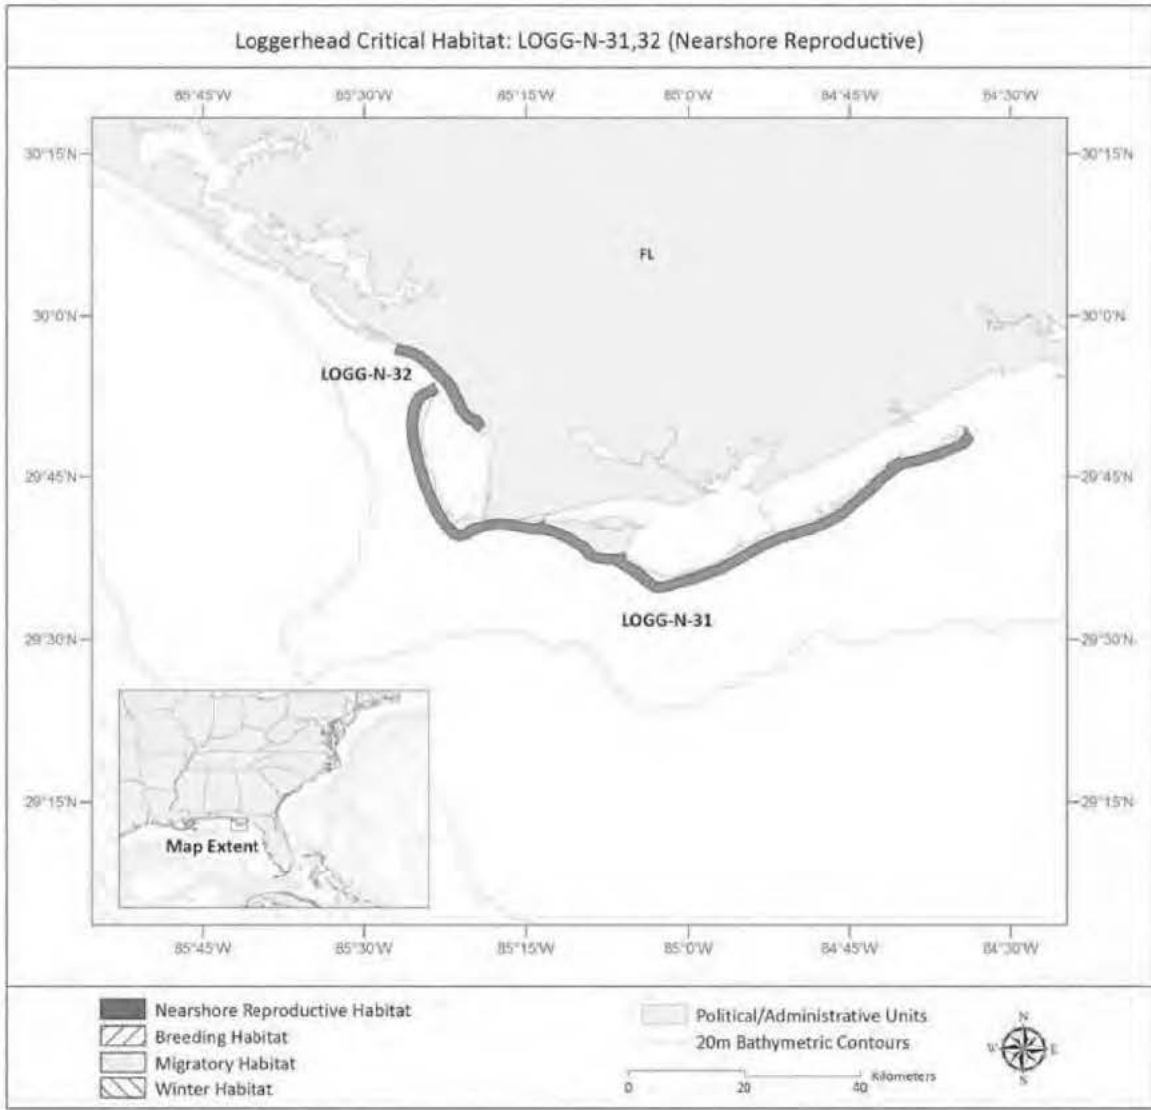 Loggerhead Critical Habitat: LOGG-N-31,32 (Nearshore Reproductive)
85°45'W 85°30'W 85°15'W 85°0'W 84°45'W 84°30'W
30°15'N 30°15'N
FL
30°0'N 30°0'N
LOGG-N-32
29°45'N 29°45'N
LOGG-N-31
29°30'N 29°30'N
29°15'N 29°15'N
Map Extent
85°45'W 85°30'W 85°15'W 85°0'W 84°45'W 84°30'W
Nearshore Reproductive Habitat
Breeding Habitat
Migratory Habitat
Winter Habitat
Political/Administrative Units
20m Bathymetric Contours
0 20 40 Kilometers
N
W E
N